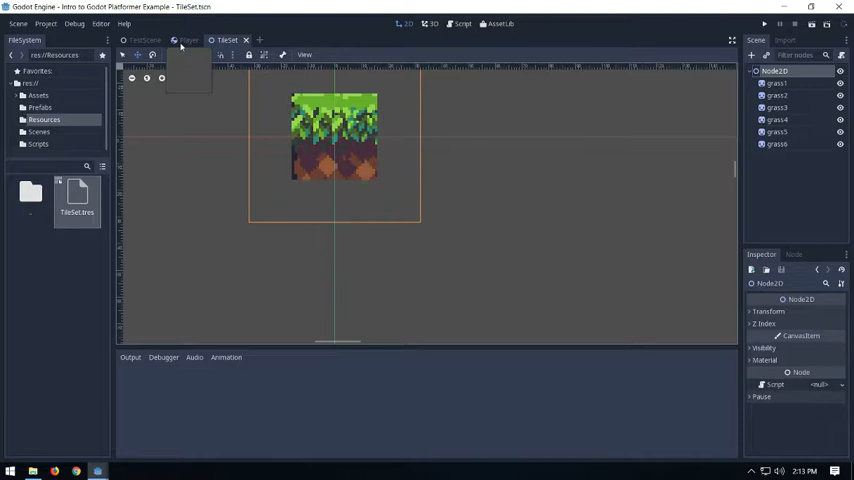 Godot Engine - Intro to Godot Platformer Example - TileSet.tscn
Scene Project Debug Editor Help
2D 3D Script AssetLib
FileSystem
TestScene Player TileSet
Scene Import
res://Resources
View
Filter nodes
Favorites:
res://
Assets
Prefabs
Resources
Scenes
Scripts
Node2D
grass1
grass2
grass3
grass4
grass5
grass6
..
TileSet.tres
Inspector Node
Node2D
Node2D
Transform
Z Index
CanvasItem
Visibility
Material
Node
Script <null>
Pause
Output Debugger Audio Animation
2:13 PM